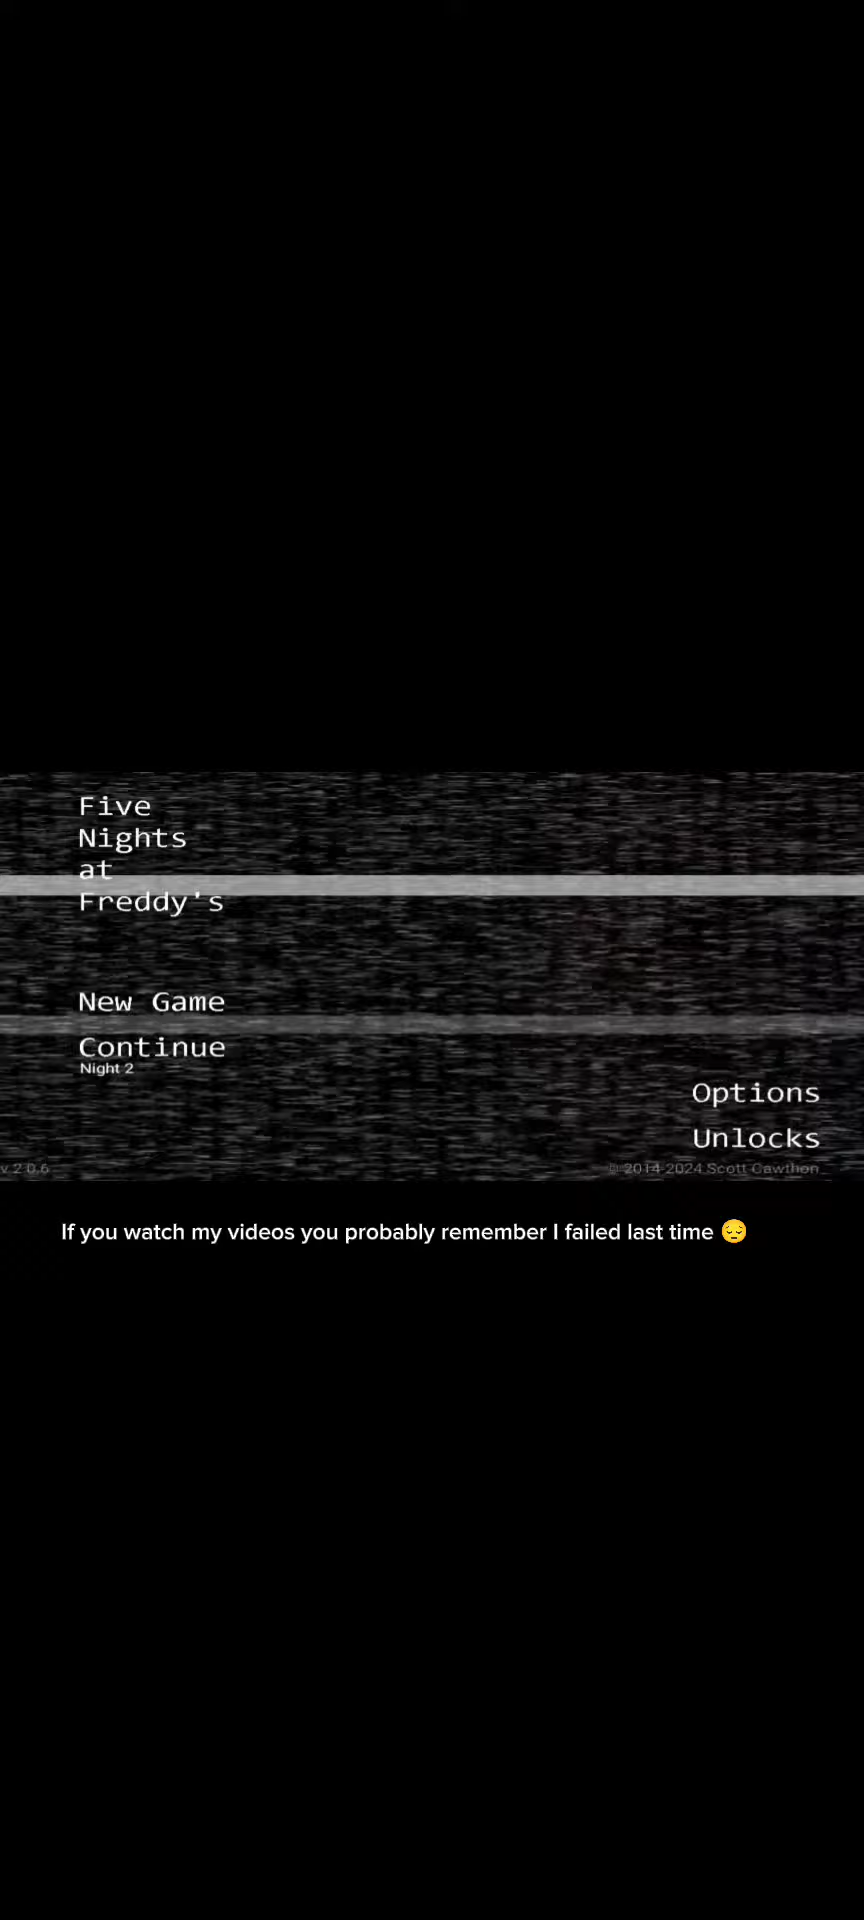 Five
Nights
at
Freddy's
New Game
Continue
Night 2
Options
Unlocks
v 2.0.6
© 2014-2024 Scott Cawthon
If you watch my videos you probably remember I failed last time 😔